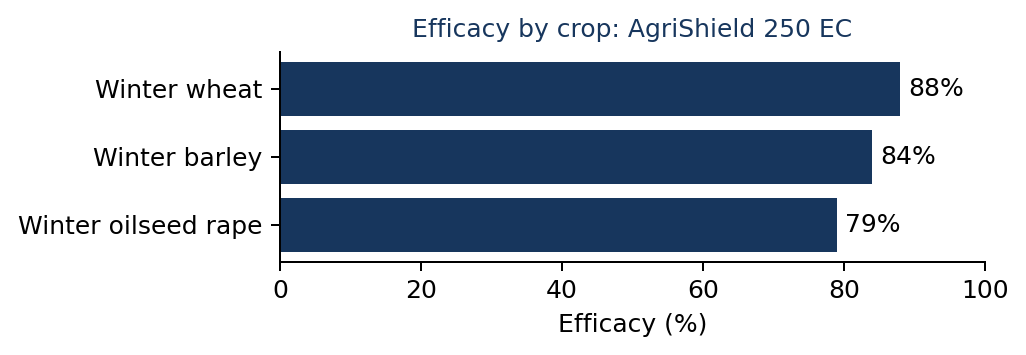 Efficacy by crop: AgriShield 250 EC
Winter wheat 88%
Winter barley 84%
Winter oilseed rape 79%
0 20 40 60 80 100
Efficacy (%)